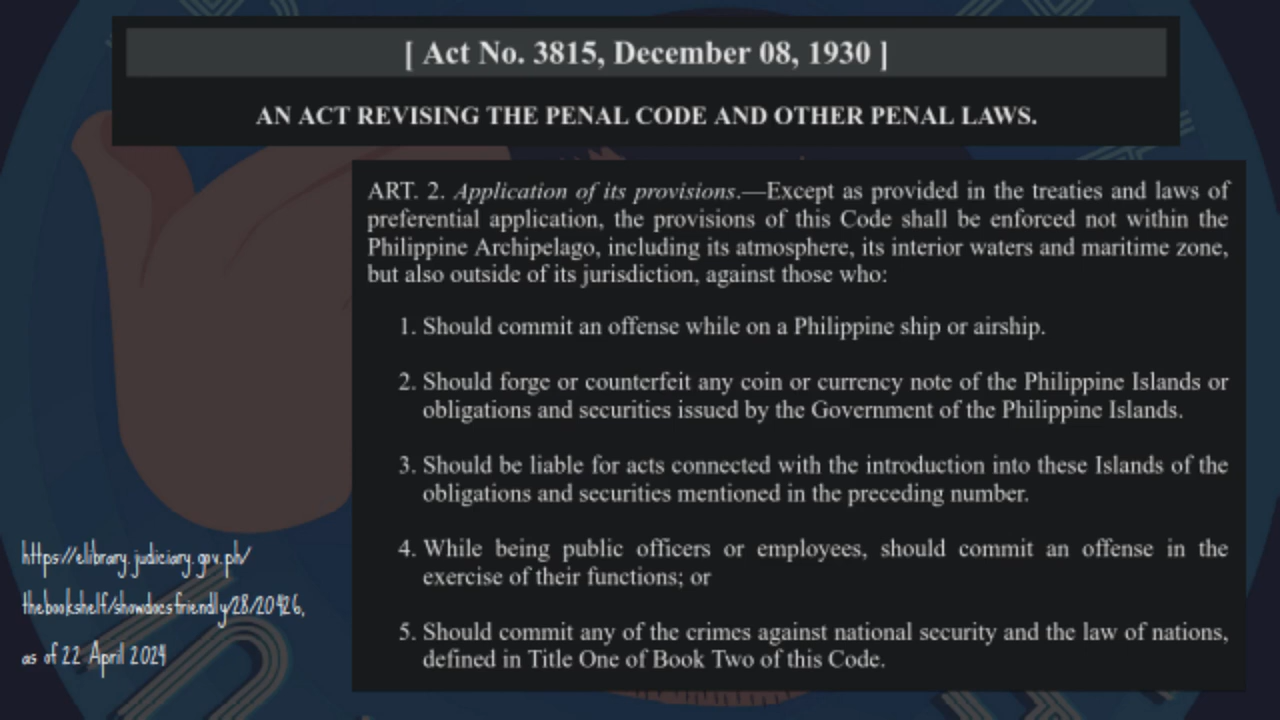 [ Act No. 3815, December 08, 1930 ]
AN ACT REVISING THE PENAL CODE AND OTHER PENAL LAWS.
ART. 2. Application of its provisions.—Except as provided in the treaties and laws of
preferential application, the provisions of this Code shall be enforced not within the
Philippine Archipelago, including its atmosphere, its interior waters and maritime zone,
but also outside of its jurisdiction, against those who:
1. Should commit an offense while on a Philippine ship or airship.
2. Should forge or counterfeit any coin or currency note of the Philippine Islands or
obligations and securities issued by the Government of the Philippine Islands.
3. Should be liable for acts connected with the introduction into these Islands of the
obligations and securities mentioned in the preceding number.
4. While being public officers or employees, should commit an offense in the
exercise of their functions; or
5. Should commit any of the crimes against national security and the law of nations,
defined in Title One of Book Two of this Code.
https://elibrary.judiciary.gov.ph/
thebookshelf/showdocsfriendly/28/20426,
as of 22 April 2024